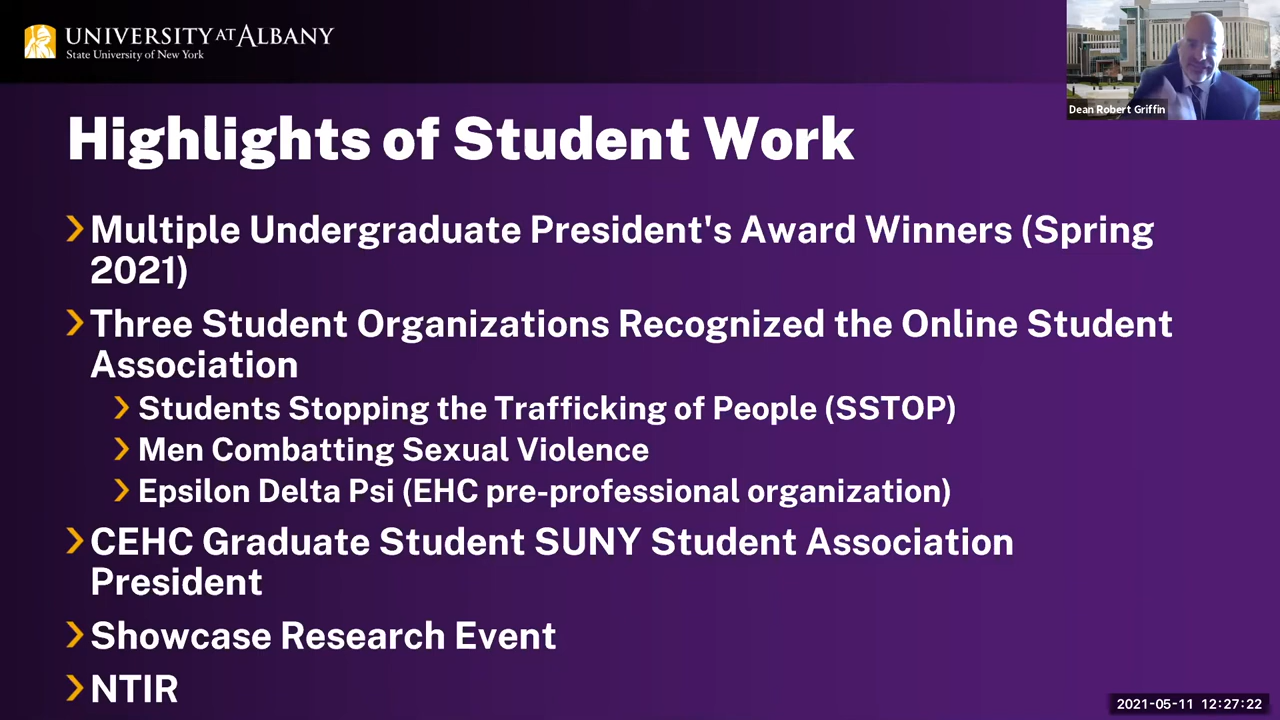 UNIVERSITY AT ALBANY
State University of New York
Dean Robert Griffin
Highlights of Student Work
Multiple Undergraduate President's Award Winners (Spring
2021)
Three Student Organizations Recognized the Online Student
Association
Students Stopping the Trafficking of People (SSTOP)
Men Combatting Sexual Violence
Epsilon Delta Psi (EHC pre-professional organization)
CEHC Graduate Student SUNY Student Association
President
Showcase Research Event
NTIR
2021-05-11 12:27:22